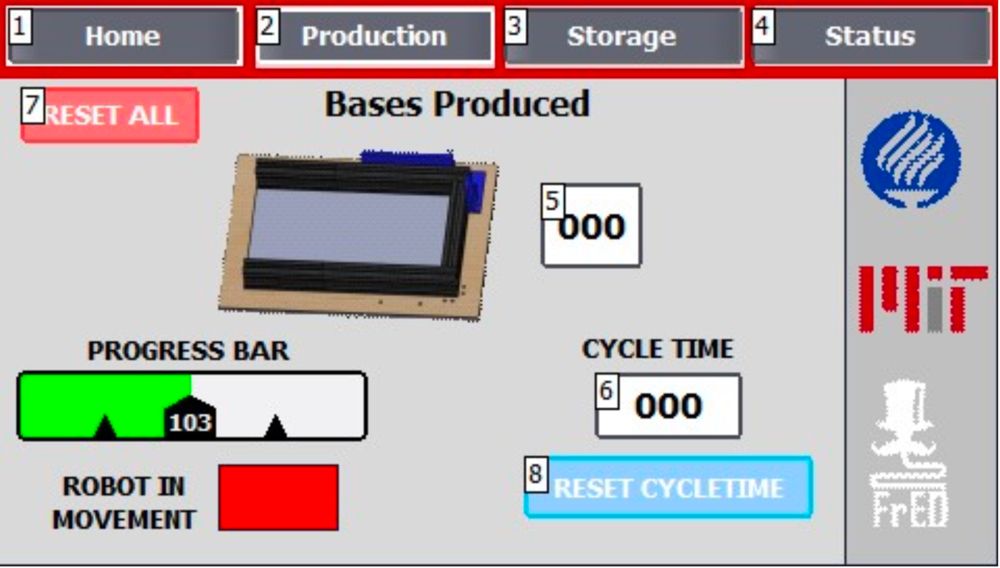 1 Home 2 Production 3 Storage 4 Status
7 RESET ALL
Bases Produced
5 000
PROGRESS BAR
103
CYCLE TIME
6 000
ROBOT IN
MOVEMENT
8 RESET CYCLETIME
MIT
FrED